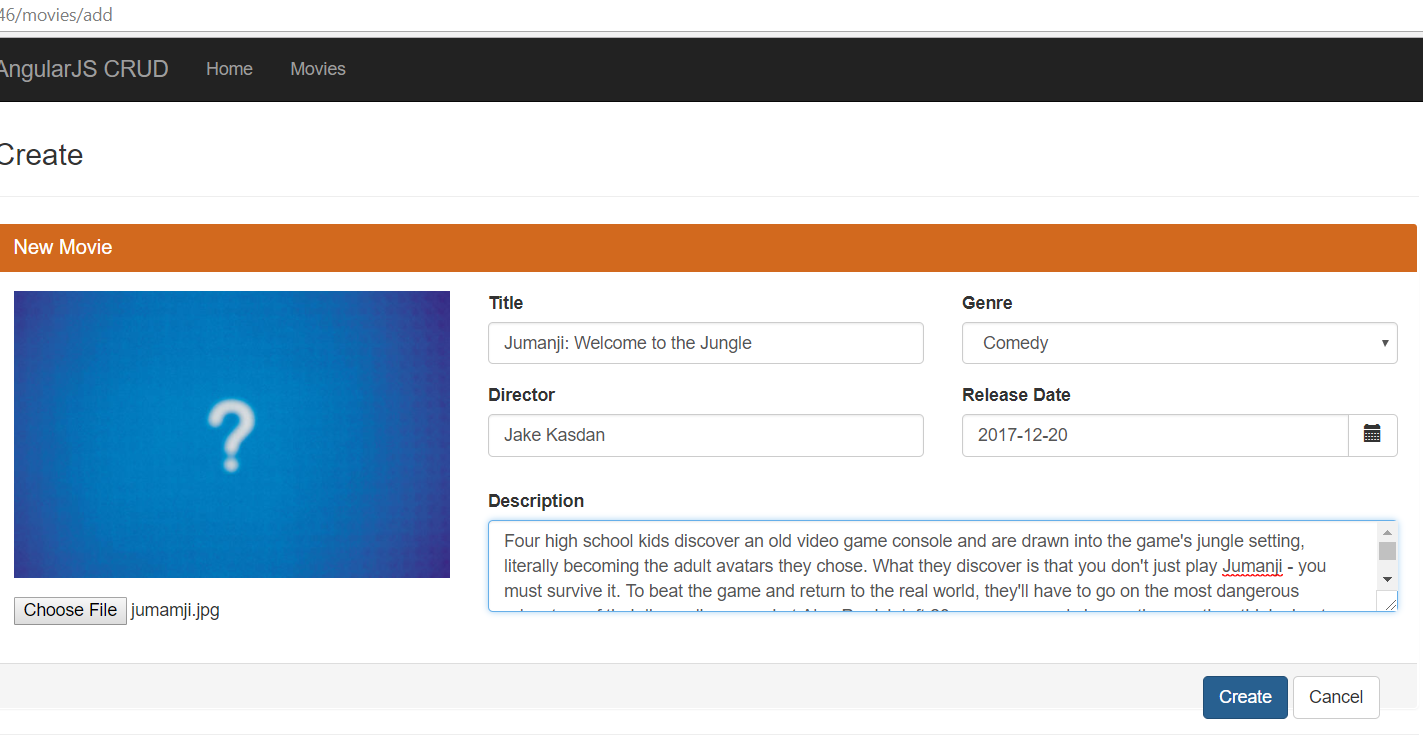 46/movies/add
AngularJS CRUD Home Movies
Create
New Movie
Title
Genre
Jumanji: Welcome to the Jungle
Comedy
Director
Release Date
Jake Kasdan
2017-12-20
Description
Four high school kids discover an old video game console and are drawn into the game's jungle setting,
literally becoming the adult avatars they chose. What they discover is that you don't just play Jumanji - you
must survive it. To beat the game and return to the real world, they'll have to go on the most dangerous
?
Choose File jumamji.jpg
Create Cancel